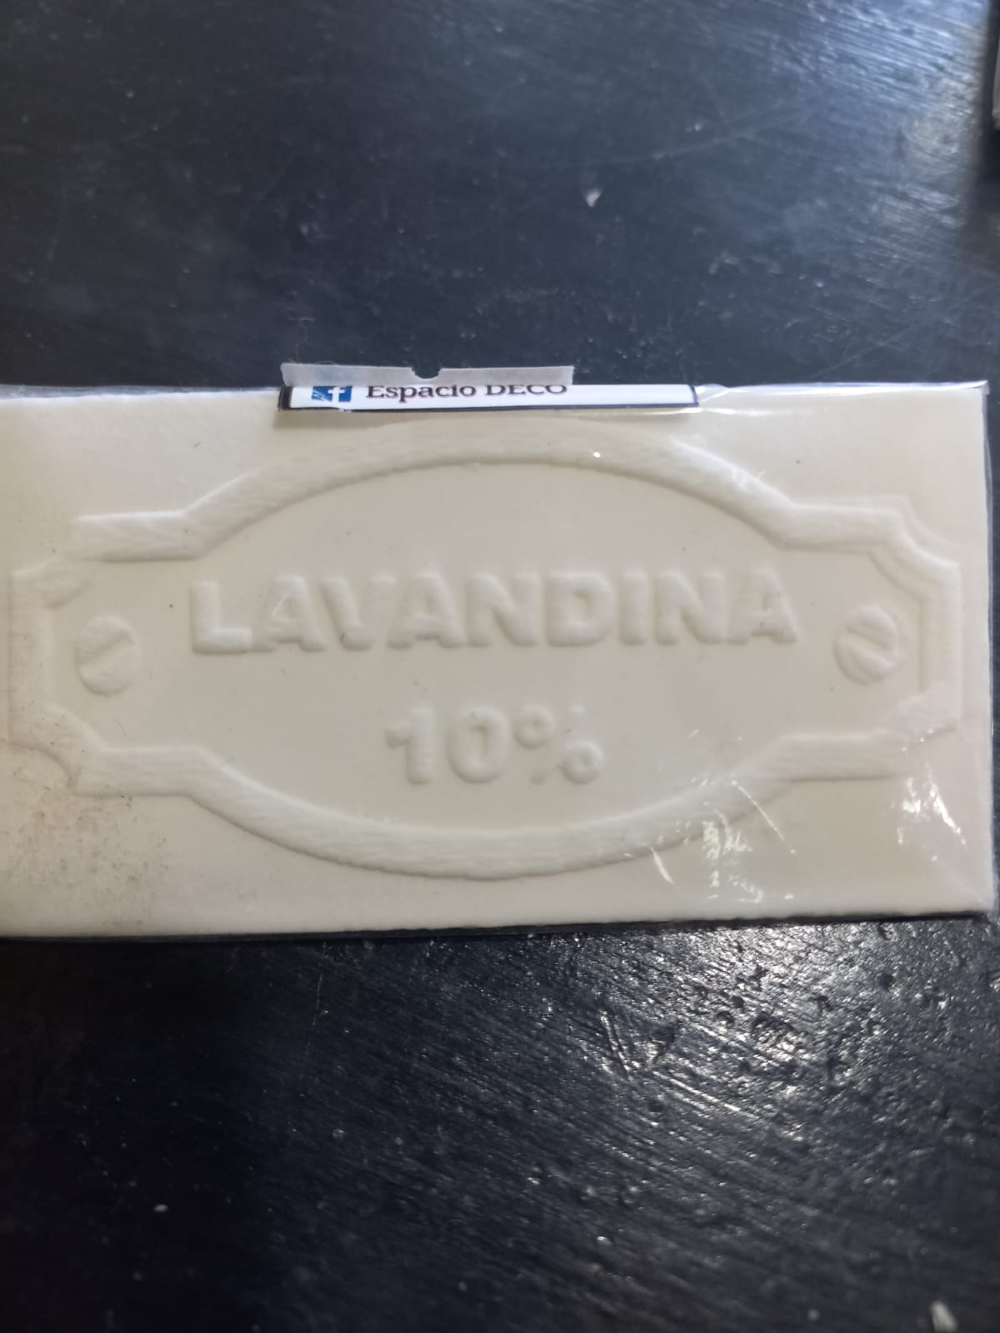 Espacio DECO
LAVANDINA
10%